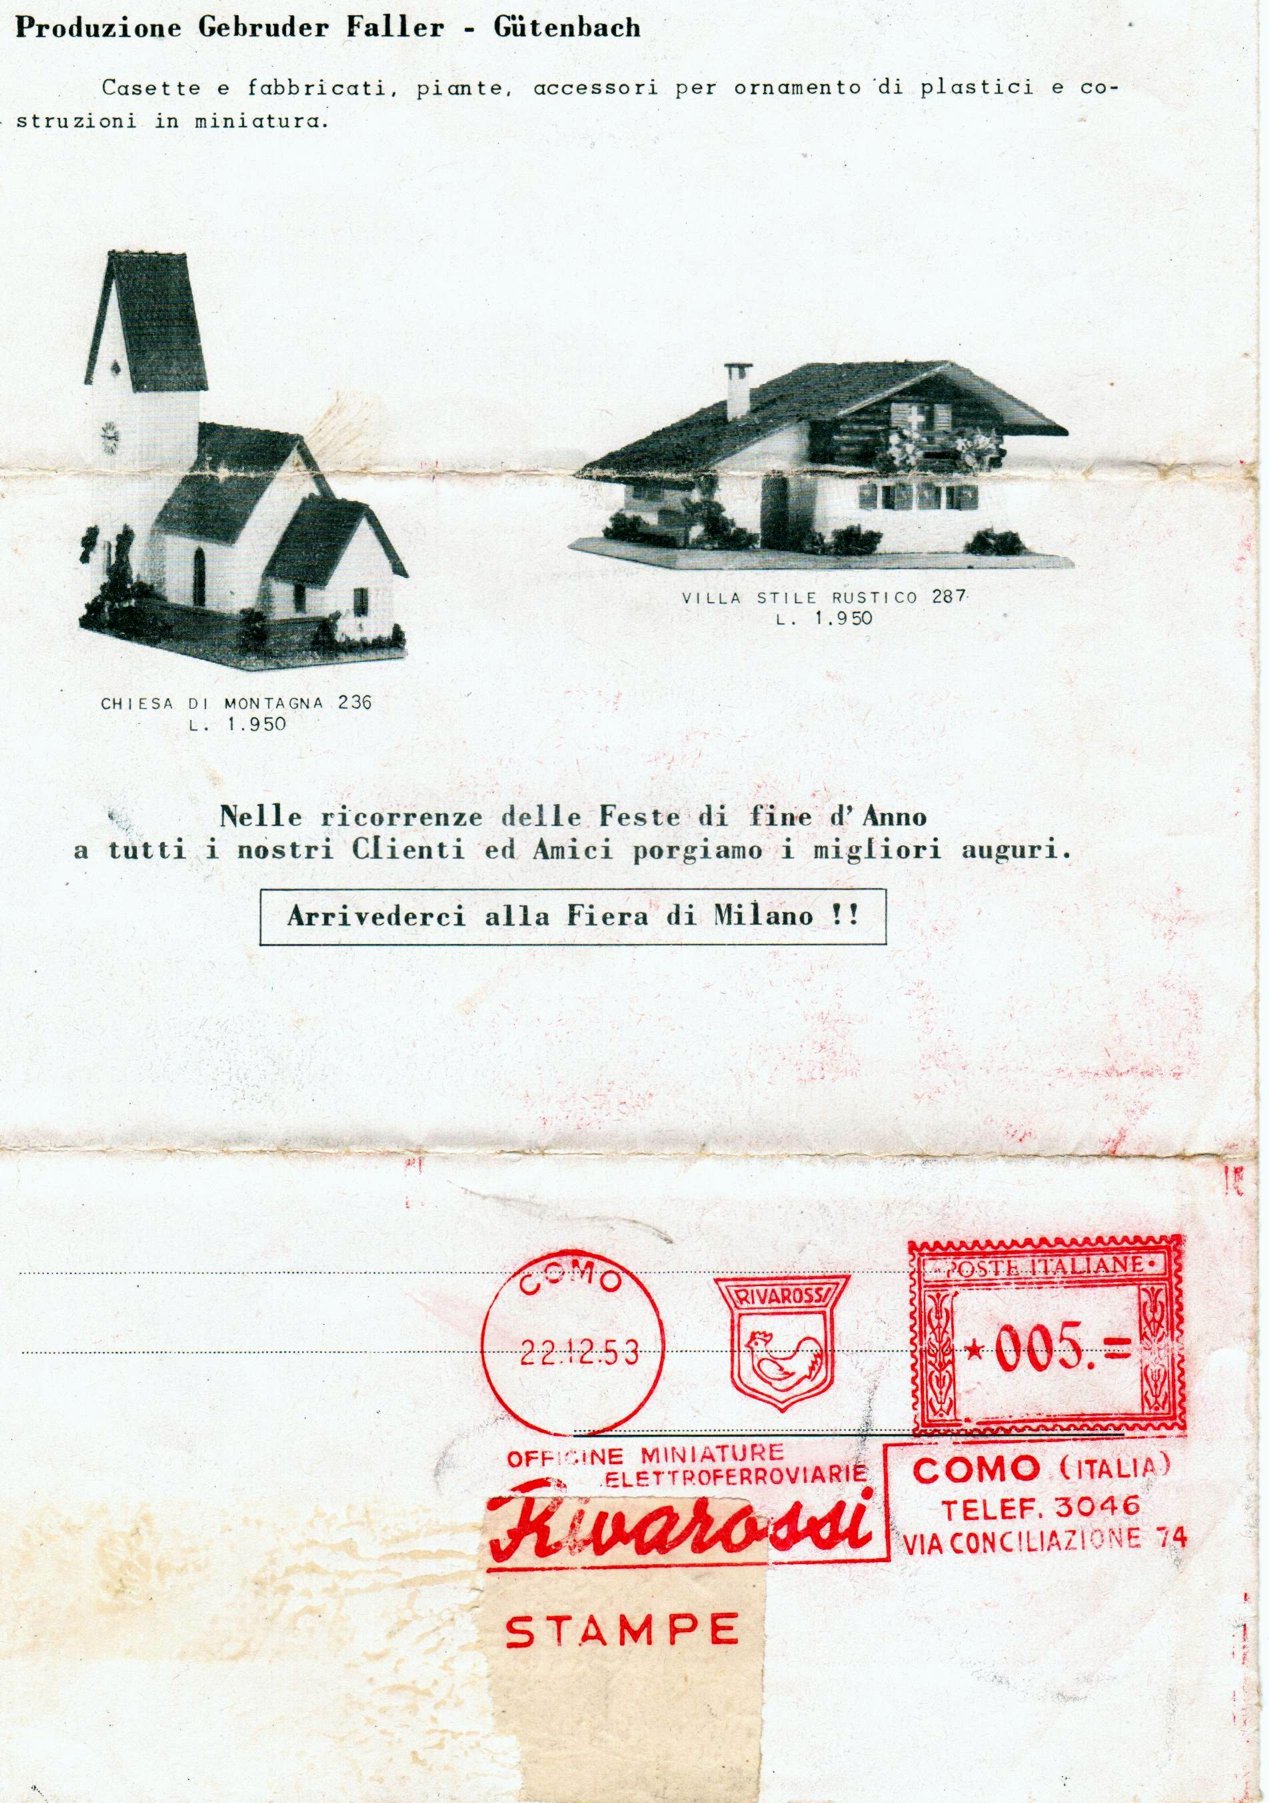 Produzione Gebruder Faller - Gütenbach
Casette e fabbricati, piante, accessori per ornamento di plastici e co-
struzioni in miniatura.
VILLA STILE RUSTICO 287
L. 1.950
CHIESA DI MONTAGNA 236
L. 1.950
Nelle ricorrenze delle Feste di fine d'Anno
a tutti i nostri Clienti ed Amici porgiamo i migliori auguri.
Arrivederci alla Fiera di Milano !!
COMO
22.12.53
RIVAROSSI
POSTE ITALIANE
★005.=
OFFICINE MINIATURE
ELETTROFERROVIARIE
Rivarossi
COMO (ITALIA)
TELEF. 3046
VIA CONCILIAZIONE 74
STAMPE